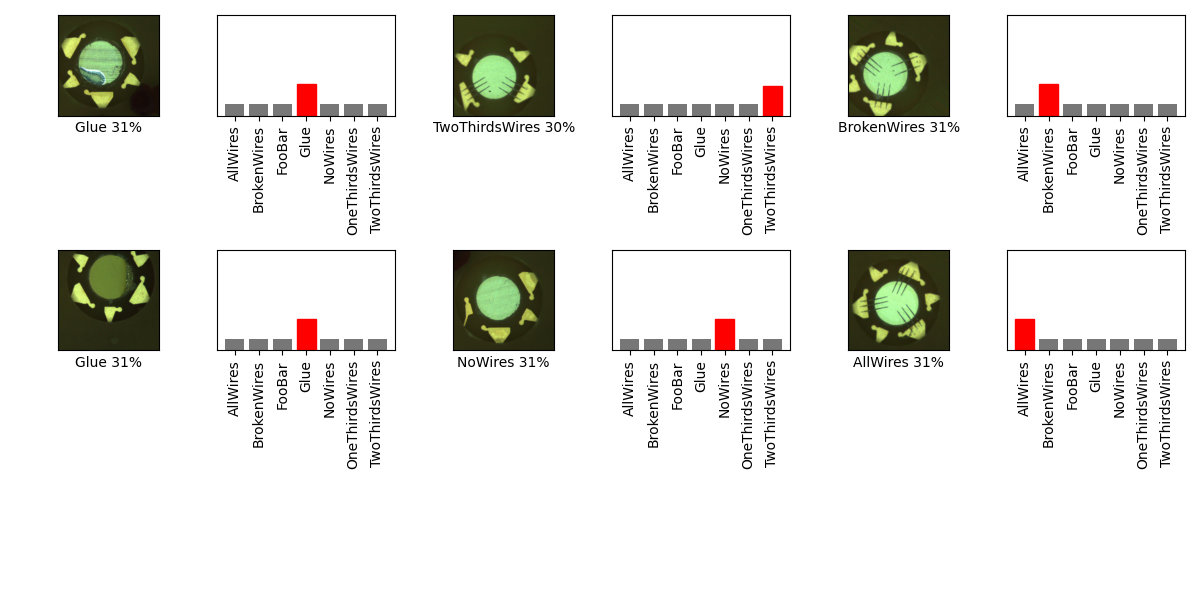 Glue 31%
AllWires
BrokenWires
FooBar
Glue
NoWires
OneThirdsWires
TwoThirdsWires
TwoThirdsWires 30%
AllWires
BrokenWires
FooBar
Glue
NoWires
OneThirdsWires
TwoThirdsWires
BrokenWires 31%
AllWires
BrokenWires
FooBar
Glue
NoWires
OneThirdsWires
TwoThirdsWires
Glue 31%
AllWires
BrokenWires
FooBar
Glue
NoWires
OneThirdsWires
TwoThirdsWires
NoWires 31%
AllWires
BrokenWires
FooBar
Glue
NoWires
OneThirdsWires
TwoThirdsWires
AllWires 31%
AllWires
BrokenWires
FooBar
Glue
NoWires
OneThirdsWires
TwoThirdsWires